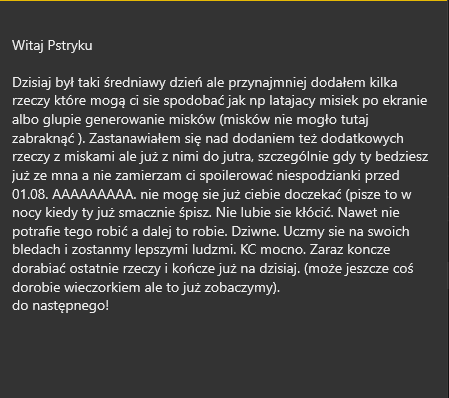 Witaj Pstryku
Dzisiaj był taki średniawy dzień ale przynajmniej dodałem kilka
rzeczy które mogą ci sie spodobać jak np latajacy misiek po ekranie
albo glupie generowanie misków (misków nie mogło tutaj
zabraknąć ). Zastanawiałem się nad dodaniem też dodatkowych
rzeczy z miskami ale już z nimi do jutra, szczególnie gdy ty bedziesz
już ze mna a nie zamierzam ci spoilerować niespodzianki przed
01.08. AAAAAAAAA. nie mogę sie już ciebie doczekać (pisze to w
nocy kiedy ty już smacznie śpisz. Nie lubie sie kłócić. Nawet nie
potrafie tego robić a dalej to robie. Dziwne. Uczmy sie na swoich
bledach i zostanmy lepszymi ludzmi. KC mocno. Zaraz koncze
dorabiać ostatnie rzeczy i kończe już na dzisiaj. (może jeszcze coś
dorobie wieczorkiem ale to już zobaczymy).
do następnego!